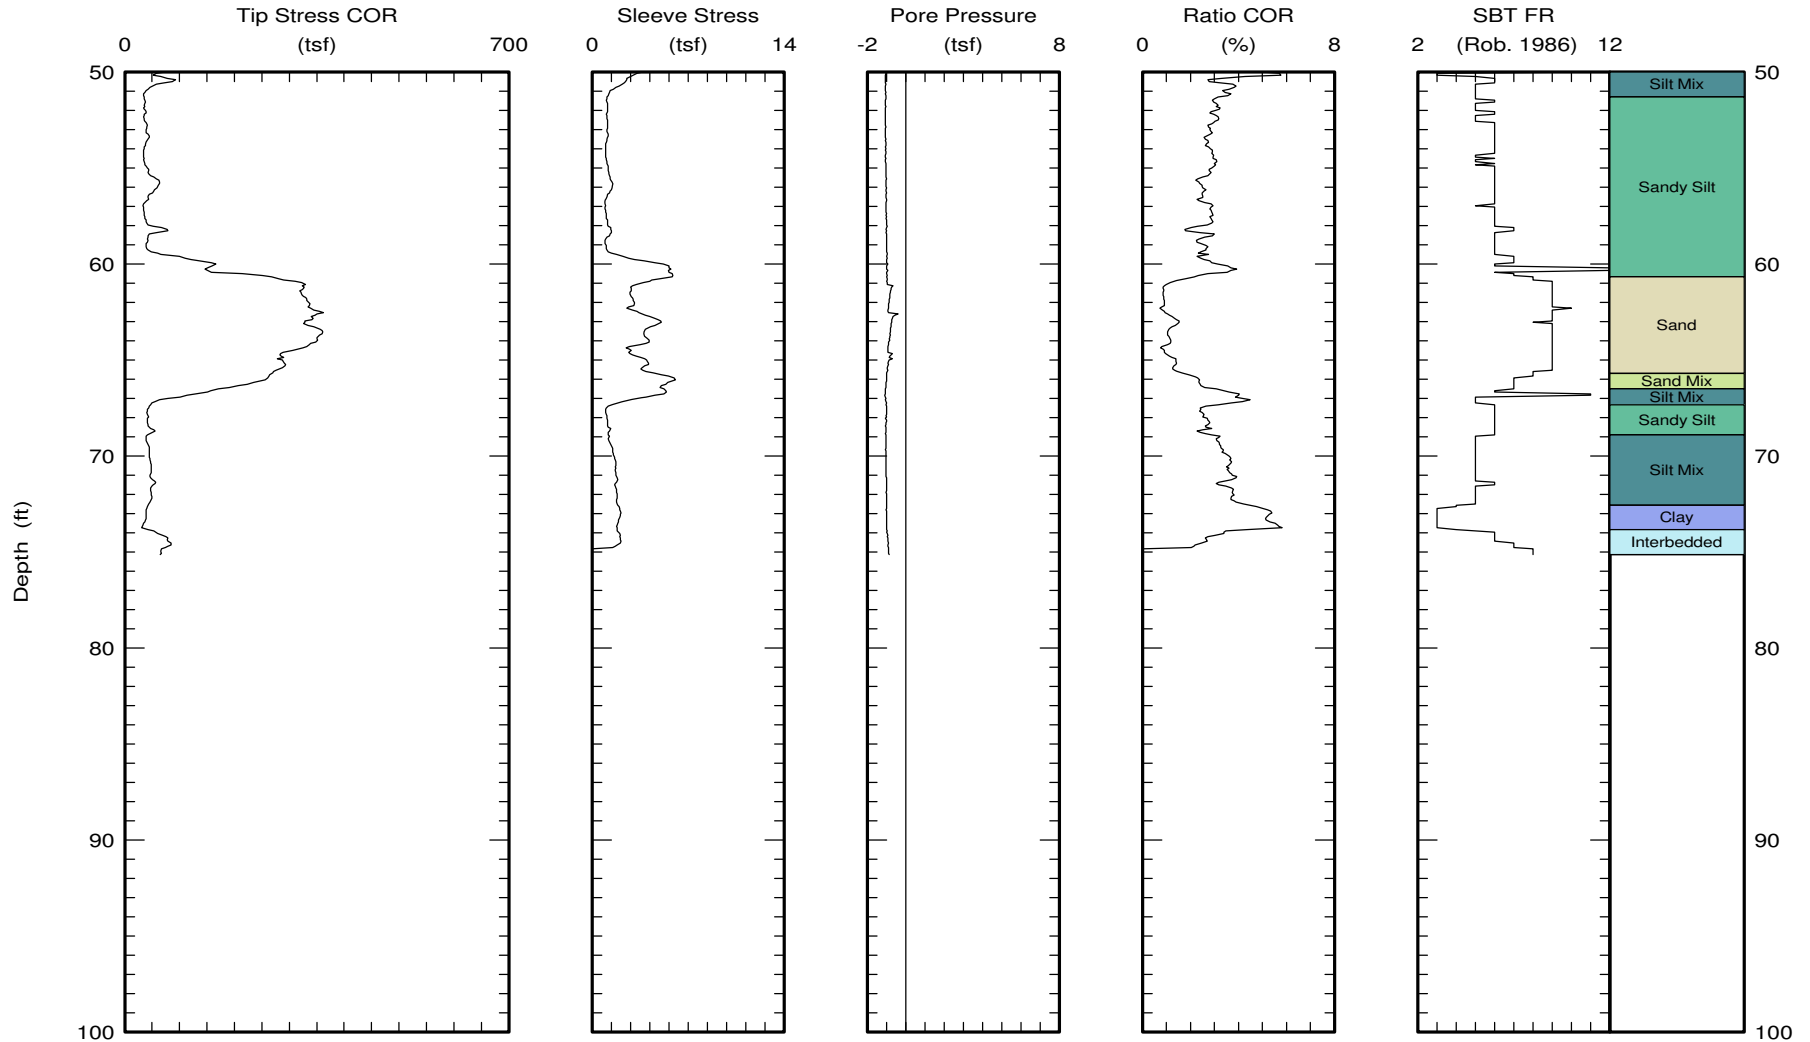 Tip Stress COR Sleeve Stress Pore Pressure Ratio COR SBT FR
0 (tsf) 700 0 (tsf) 14 -2 (tsf) 8 0 (%) 8 2 (Rob. 1986) 12
50 50
Silt Mix
Sandy Silt
60 60
Sand
Sand Mix
Silt Mix
Sandy Silt
70 70
Silt Mix
Clay
Interbedded
Depth (ft)
80 80
90 90
100 100